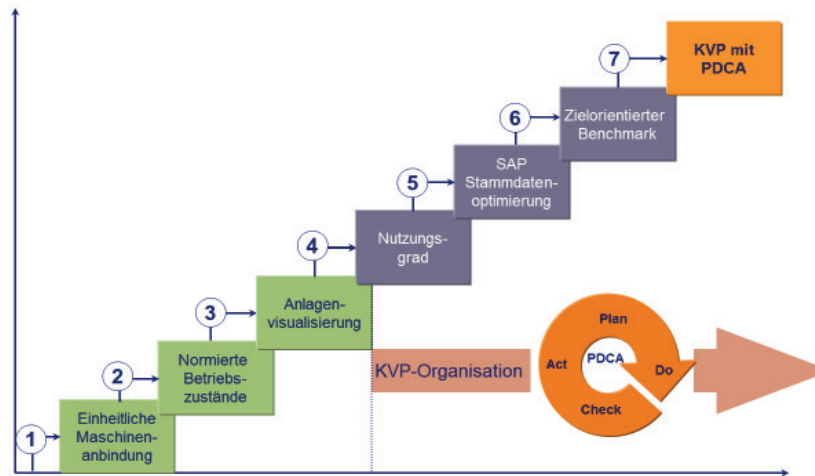 7
KVP mit
PDCA
6
Zielorientierter
Benchmark
5
SAP
Stammdaten-
optimierung
4
Nutzungs-
grad
3
Anlagen-
visualisierung
2
Normierte
Betriebs-
zustände
1
Einheitliche
Maschinen-
anbindung
KVP-Organisation
Plan
Act
PDCA
Do
Check